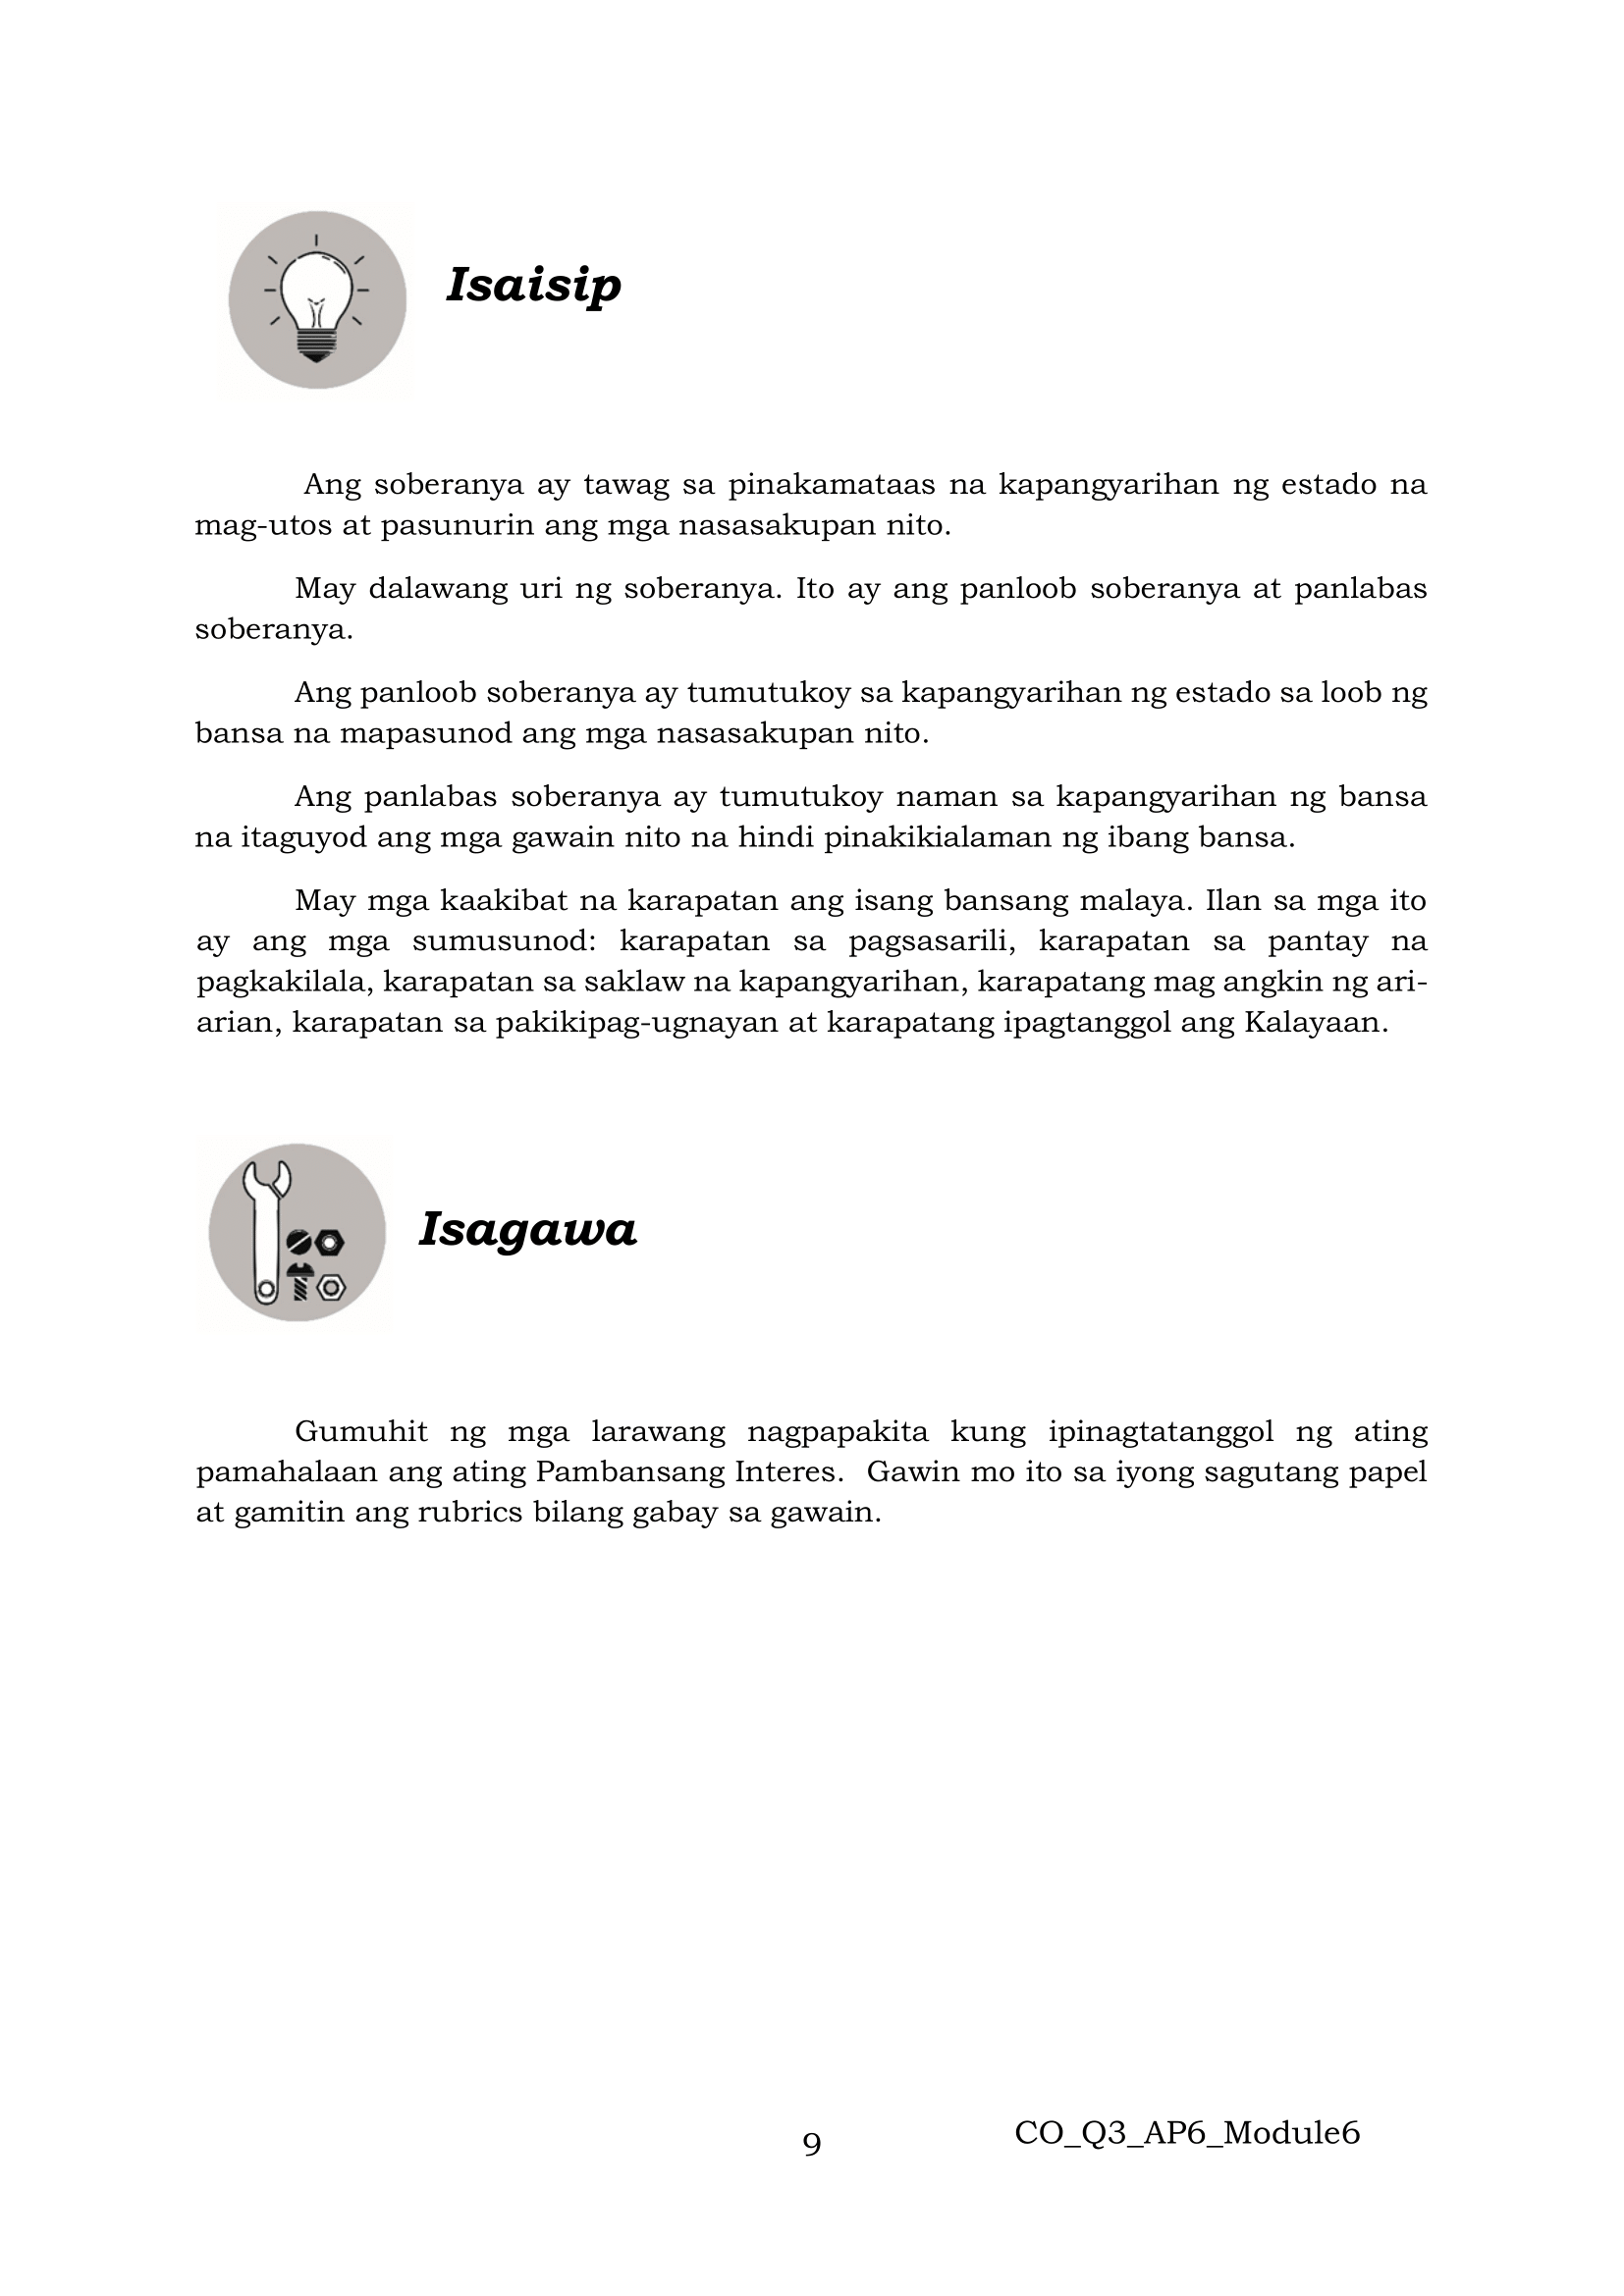 Isaisip
Ang soberanya ay tawag sa pinakamataas na kapangyarihan ng estado na
mag-utos at pasunurin ang mga nasasakupan nito.
May dalawang uri ng soberanya. Ito ay ang panloob soberanya at panlabas
soberanya.
Ang panloob soberanya ay tumutukoy sa kapangyarihan ng estado sa loob ng
bansa na mapasunod ang mga nasasakupan nito.
Ang panlabas soberanya ay tumutukoy naman sa kapangyarihan ng bansa
na itaguyod ang mga gawain nito na hindi pinakikialaman ng ibang bansa.
May mga kaakibat na karapatan ang isang bansang malaya. Ilan sa mga ito
ay ang mga sumusunod: karapatan sa pagsasarili, karapatan sa pantay na
pagkakilala, karapatan sa saklaw na kapangyarihan, karapatang mag angkin ng ari-
arian, karapatan sa pakikipag-ugnayan at karapatang ipagtanggol ang Kalayaan.
Isagawa
Gumuhit ng mga larawang nagpapakita kung ipinagtatanggol ng ating
pamahalaan ang ating Pambansang Interes.  Gawin mo ito sa iyong sagutang papel
at gamitin ang rubrics bilang gabay sa gawain.
9
CO_Q3_AP6_Module6